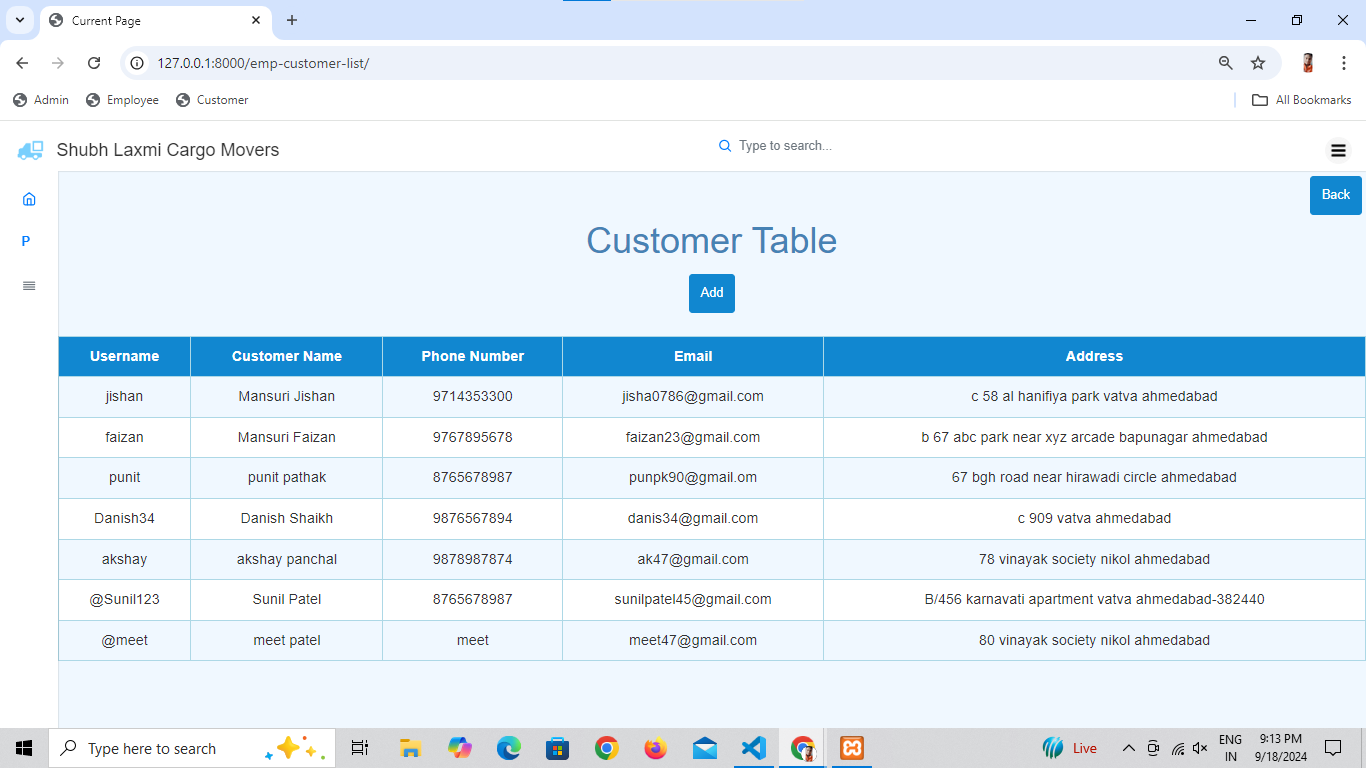 Current Page
127.0.0.1:8000/emp-customer-list/
Admin Employee Customer All Bookmarks
Shubh Laxmi Cargo Movers Type to search...
Back
P
Customer Table
Add
Username Customer Name Phone Number Email Address
jishan Mansuri Jishan 9714353300 jisha0786@gmail.com c 58 al hanifiya park vatva ahmedabad
faizan Mansuri Faizan 9767895678 faizan23@gmail.com b 67 abc park near xyz arcade bapunagar ahmedabad
punit punit pathak 8765678987 punpk90@gmail.om 67 bgh road near hirawadi circle ahmedabad
Danish34 Danish Shaikh 9876567894 danis34@gmail.com c 909 vatva ahmedabad
akshay akshay panchal 9878987874 ak47@gmail.com 78 vinayak society nikol ahmedabad
@Sunil123 Sunil Patel 8765678987 sunilpatel45@gmail.com B/456 karnavati apartment vatva ahmedabad-382440
@meet meet patel meet meet47@gmail.com 80 vinayak society nikol ahmedabad
Type here to search Live ENG 9:13 PM
IN 9/18/2024